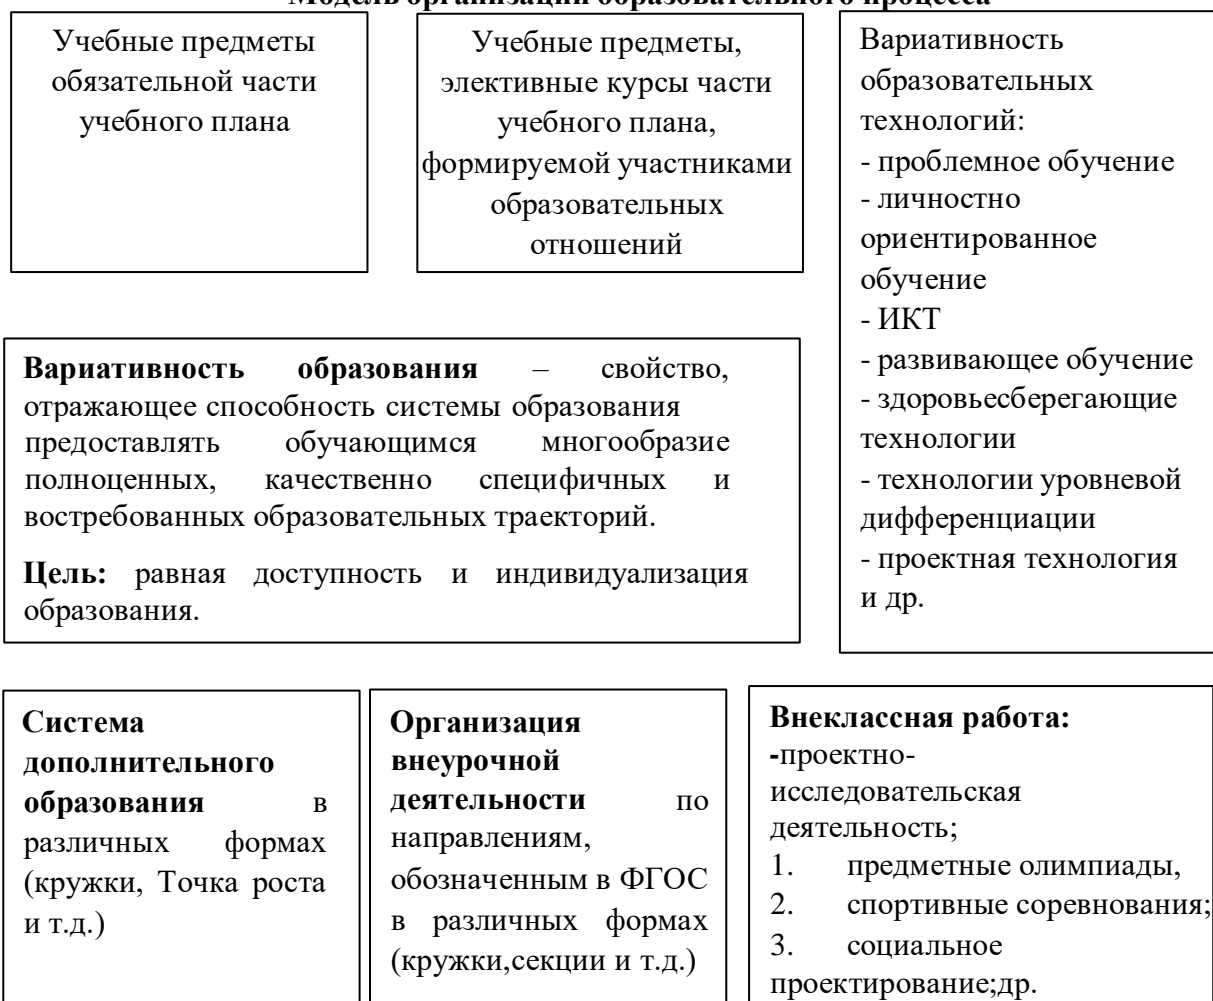 Модель организации образовательного процесса
Учебные предметы
обязательной части
учебного плана
Учебные предметы,
элективные курсы части
учебного плана,
формируемой участниками
образовательных
отношений
Вариативность
образовательных
технологий:
- проблемное обучение
- личностно
ориентированное
обучение
- ИКТ
- развивающее обучение
- здоровьесберегающие
технологии
- технологии уровневой
дифференциации
- проектная технология
и др.
Вариативность образования – свойство,
отражающее способность системы образования
предоставлять обучающимся многообразие
полноценных, качественно специфичных и
востребованных образовательных траекторий.
Цель: равная доступность и индивидуализация
образования.
Система
дополнительного
образования в
различных формах
(кружки, Точка роста
и т.д.)
Организация
внеурочной
деятельности по
направлениям,
обозначенным в ФГОС
в различных формах
(кружки,секции и т.д.)
Внеклассная работа:
-проектно-
исследовательская
деятельность;
1. предметные олимпиады,
2. спортивные соревнования;
3. социальное
проектирование;др.